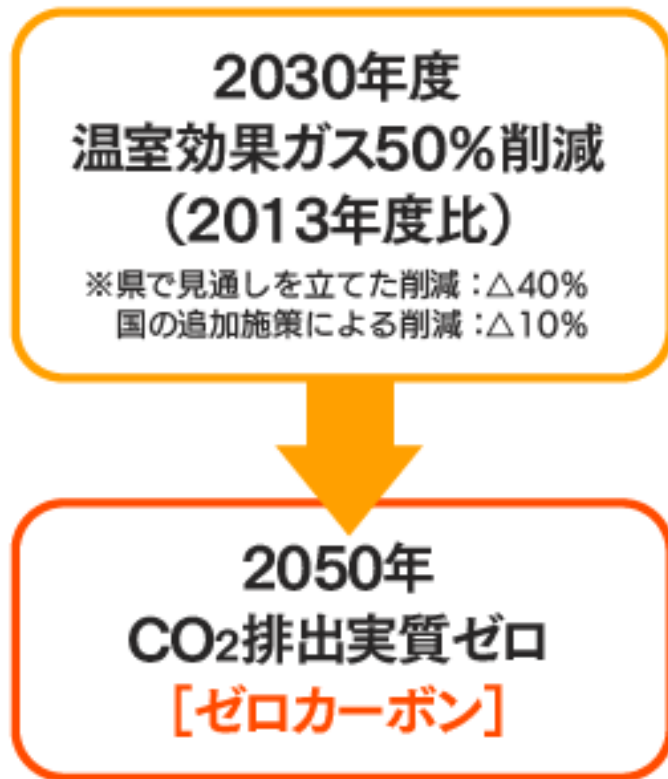 2030年度
温室効果ガス50%削減
（2013年度比）
※県で見通しを立てた削減：△40%
国の追加施策による削減：△10%
2050年
CO2排出実質ゼロ
［ゼロカーボン］